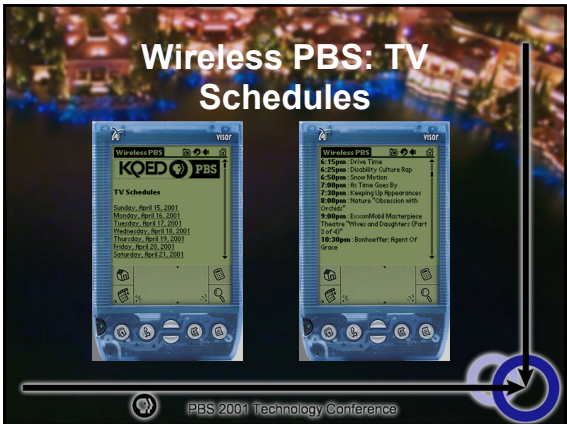 Wireless PBS: TV
Schedules
VISOR
Wireless PBS
KQED PBS
TV Schedules
Sunday, April 15, 2001
Monday, April 16, 2001
Tuesday, April 17, 2001
Wednesday, April 18, 2001
Thursday, April 19, 2001
Friday, April 20, 2001
Saturday, April 21, 2001
VISOR
Wireless PBS
6:15pm : Drive Time
6:25pm : Disability Culture Rap
6:50pm : Snow Motion
7:00pm : As Time Goes By
7:30pm : Keeping Up Appearances
8:00pm : Nature "Obsession with
Orchids"
9:00pm : ExxonMobil Masterpiece
Theatre "Wives and Daughters (Part
3 of 4)"
10:30pm : Bonhoeffer: Agent Of
Grace
PBS 2001 Technology Conference